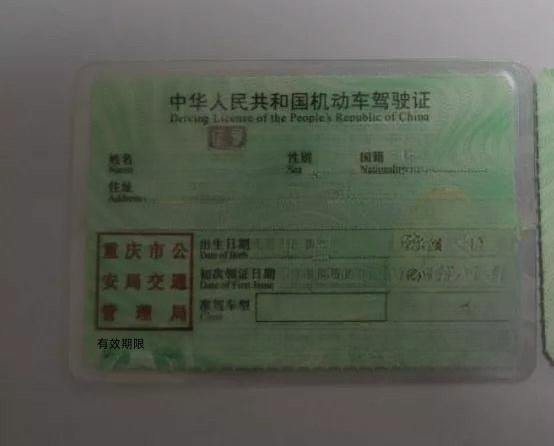 中华人民共和国机动车驾驶证
Driving License of the People's Republic of China
证号
姓名
Name
性别
Sex
国籍
Nationality
住址
Address
出生日期
Date of Birth
初次领证日期
Date of First Issue
准驾车型
Class
重庆市公
安局交通
管理局
有效期限